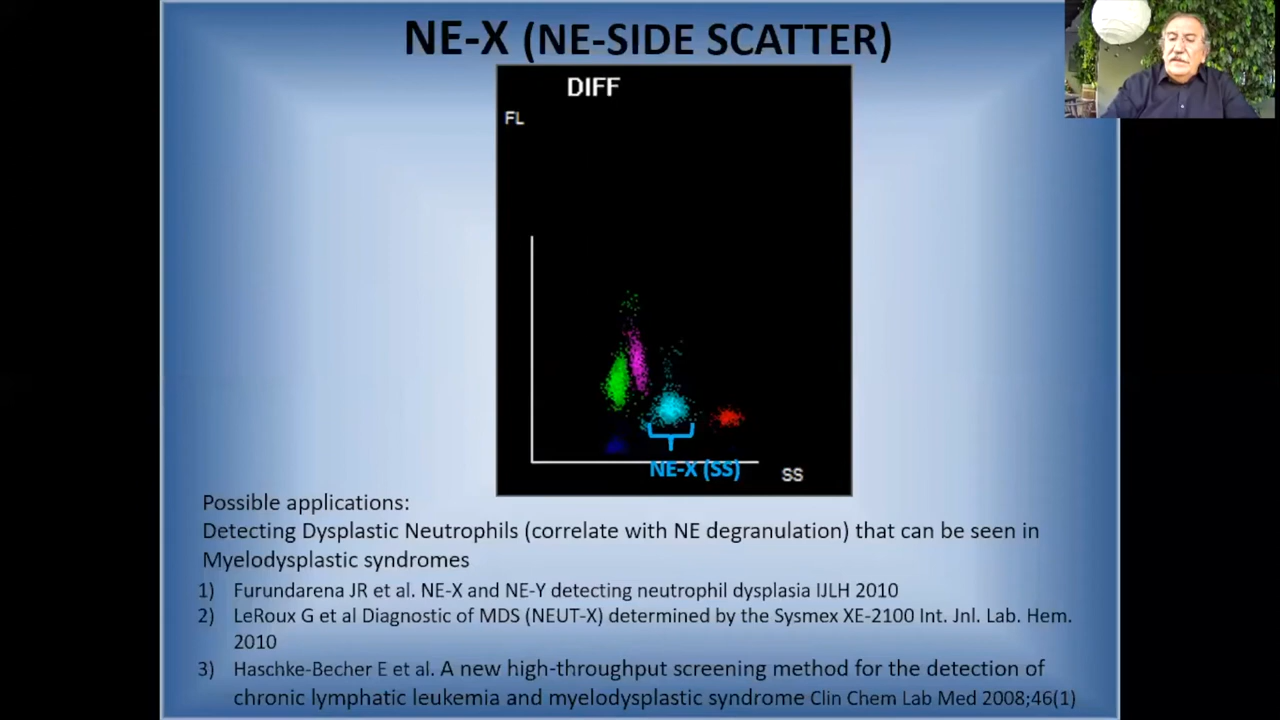 NE-X (NE-SIDE SCATTER)
DIFF
FL
NE-X (SS)
SS
Possible applications:
Detecting Dysplastic Neutrophils (correlate with NE degranulation) that can be seen in
Myelodysplastic syndromes
1) Furundarena JR et al. NE-X and NE-Y detecting neutrophil dysplasia IJLH 2010
2) LeRoux G et al Diagnostic of MDS (NEUT-X) determined by the Sysmex XE-2100 Int. Jnl. Lab. Hem.
2010
3) Haschke-Becher E et al. A new high-throughput screening method for the detection of
chronic lymphatic leukemia and myelodysplastic syndrome Clin Chem Lab Med 2008;46(1)